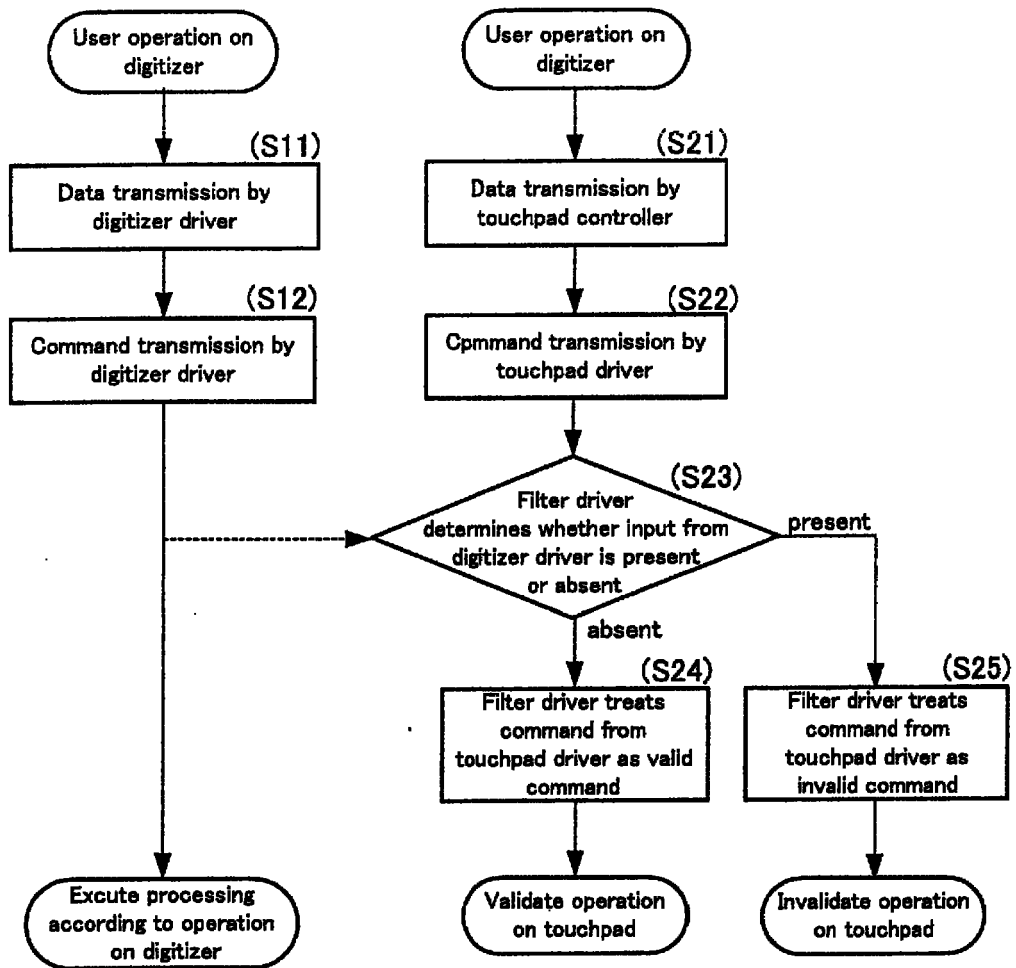 User operation on
digitizer
(S11)
Data transmission by
digitizer driver
(S12)
Command transmission by
digitizer driver
Excute processing
according to operation
on digitizer
User operation on
digitizer
(S21)
Data transmission by
touchpad controller
(S22)
Cpmmand transmission by
touchpad driver
(S23)
Filter driver
determines whether input from
digitizer driver is present
or absent
present
absent
(S24)
Filter driver treats
command from
touchpad driver as valid
command
Validate operation
on touchpad
(S25)
Filter driver treats
command from
touchpad driver as
invalid command
Invalidate operation
on touchpad